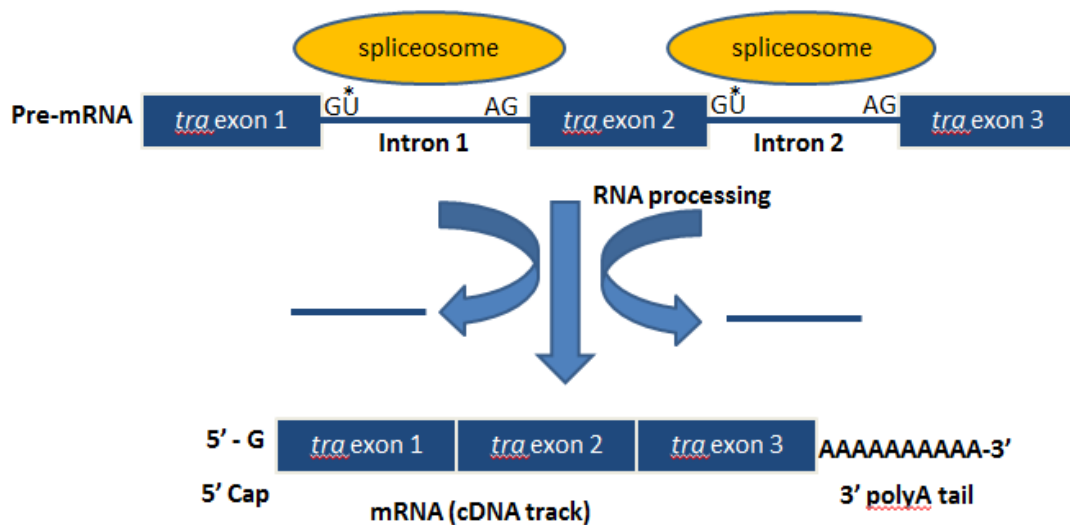 spliceosome
spliceosome
Pre-mRNA
tra exon 1
GU
*
AG
tra exon 2
GU
*
AG
tra exon 3
Intron 1
Intron 2
RNA processing
5’ - G
tra exon 1
tra exon 2
tra exon 3
AAAAAAAAAA-3’
5’ Cap
mRNA (cDNA track)
3’ polyA tail